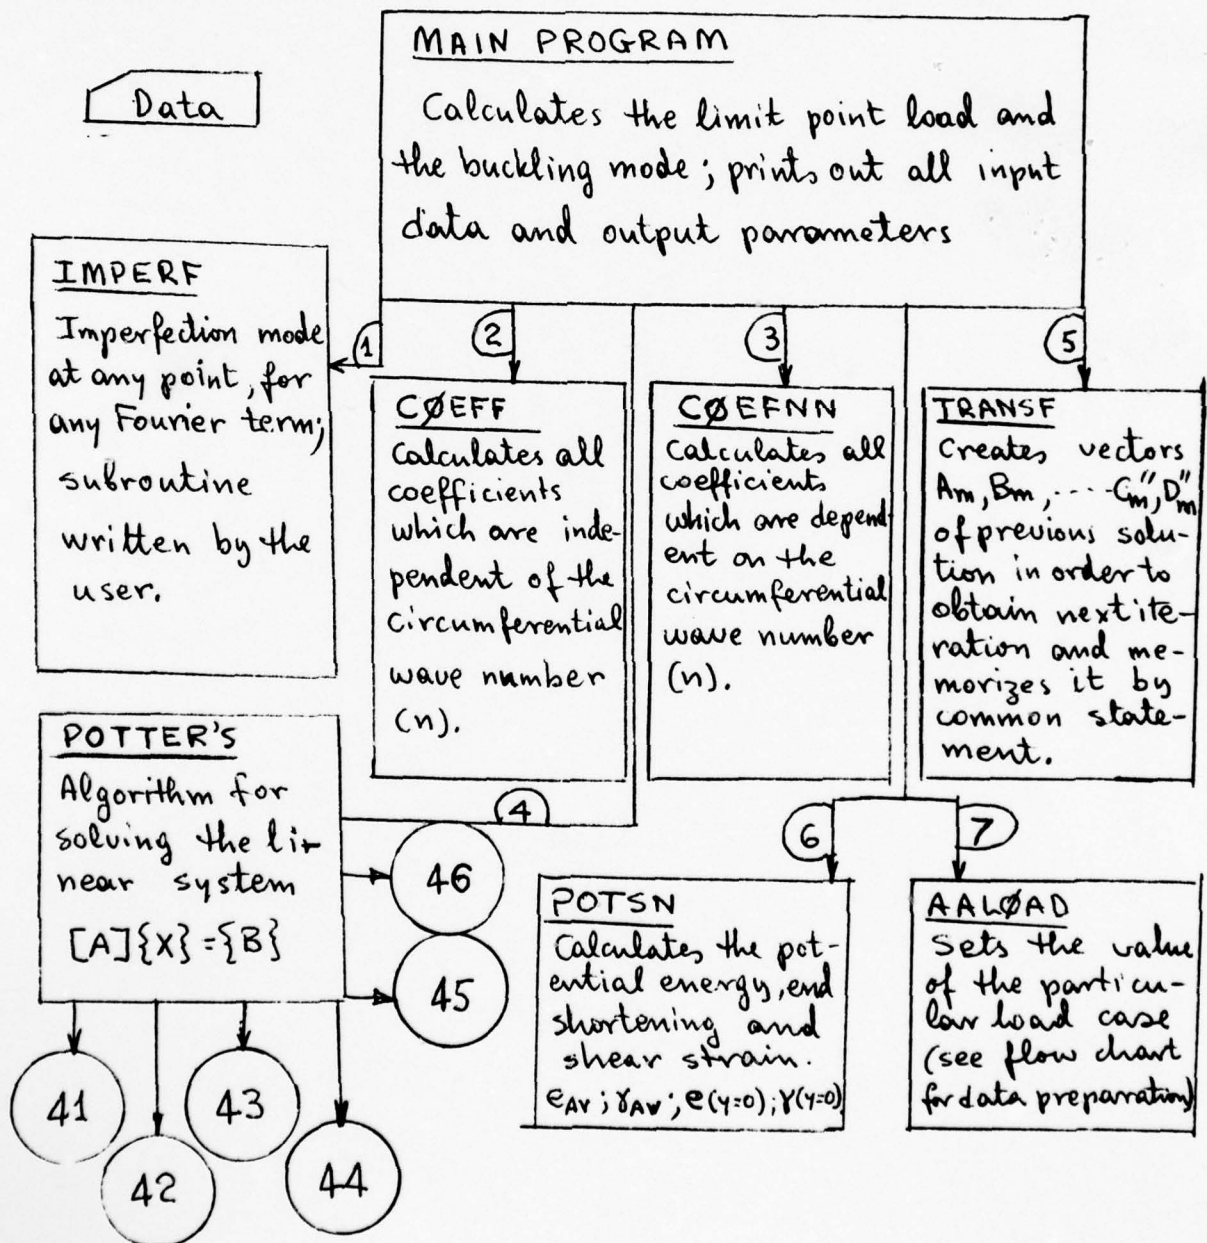 Data
MAIN PROGRAM
Calculates the limit point load and
the buckling mode; prints out all input
data and output parameters
IMPERF
Imperfection mode
at any point, for
any Fourier term;
subroutine
written by the
user.
1
2
3
5
CØEFF
Calculates all
coefficients
which are inde-
pendent of the
circumferential
wave number
(n).
CØEFNN
Calculates all
coefficients
which are depend
ent on the
circumferential
wave number
(n).
TRANSF
Creates vectors
Am, Bm, ···· C"m, D"m
of previous solu-
tion in order to
obtain next ite-
ration and me-
morizes it by
common state-
ment.
POTTER'S
Algorithm for
solving the li-
near system
[A]{X}={B}
4
46
45
41
42
43
44
6
7
POTSN
Calculates the pot-
ential energy, end
shortening and
shear strain.
eAV; γAV; e(y=0); γ(y=0)
AALØAD
Sets the value
of the particu-
lar load case
(see flow chart
for data preparration)